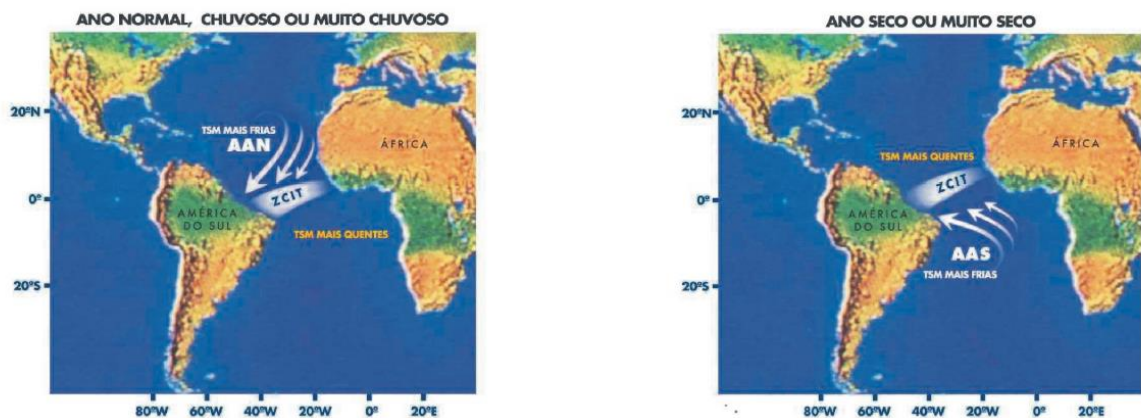 ANO NORMAL, CHUVOSO OU MUITO CHUVOSO
20ºN
0º
20ºS
TSM MAIS FRIAS
AAN
ÁFRICA
ZCIT
AMÉRICA
DO SUL
TSM MAIS QUENTES
80ºW 60ºW 40ºW 20ºW 0º 20ºE
ANO SECO OU MUITO SECO
20ºN
0º
20ºS
TSM MAIS QUENTES
ÁFRICA
ZCIT
AMÉRICA
DO SUL
AAS
TSM MAIS FRIAS
80ºW 60ºW 40ºW 20ºW 0º 20ºE